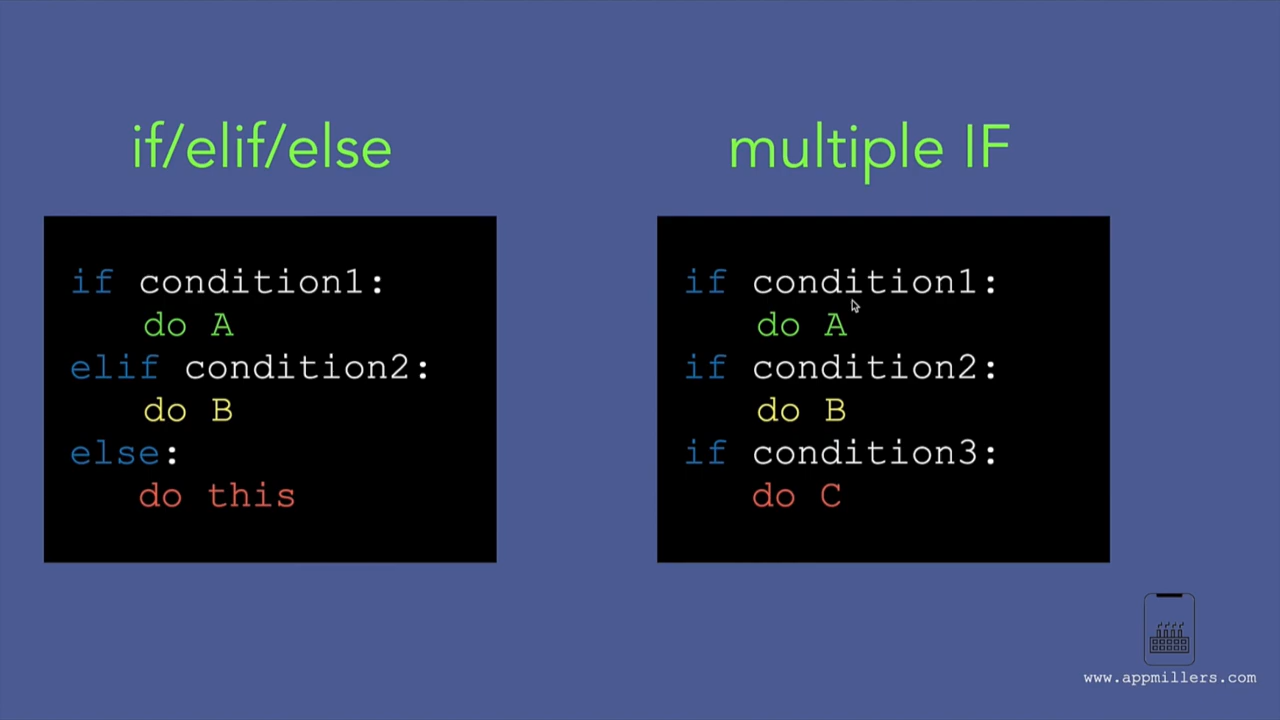 if/elif/else
if condition1:
do A
elif condition2:
do B
else:
do this
multiple IF
if condition1:
do A
if condition2:
do B
if condition3:
do C
www.appmillers.com